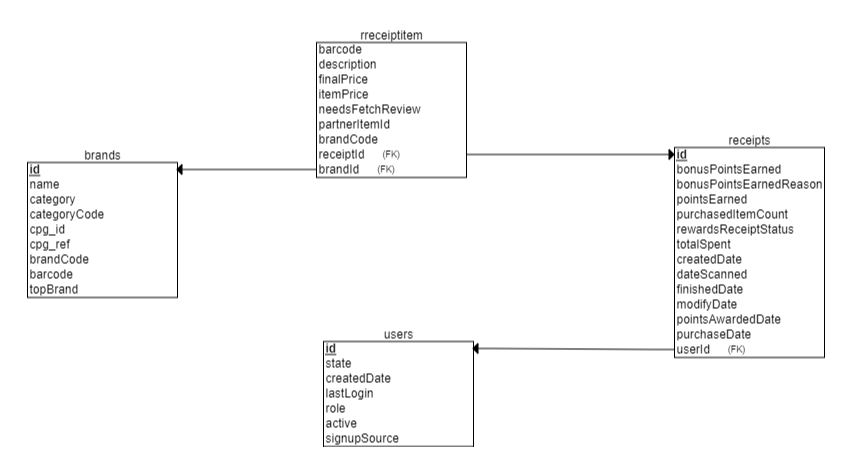 rreceiptitem
barcode
description
finalPrice
itemPrice
needsFetchReview
partnerItemId
brandCode
receiptId (FK)
brandId (FK)
brands
id
name
category
categoryCode
cpg_id
cpg_ref
brandCode
barcode
topBrand
receipts
id
bonusPointsEarned
bonusPointsEarnedReason
pointsEarned
purchasedItemCount
rewardsReceiptStatus
totalSpent
createdDate
dateScanned
finishedDate
modifyDate
pointsAwardedDate
purchaseDate
userId (FK)
users
id
state
createdDate
lastLogin
role
active
signupSource